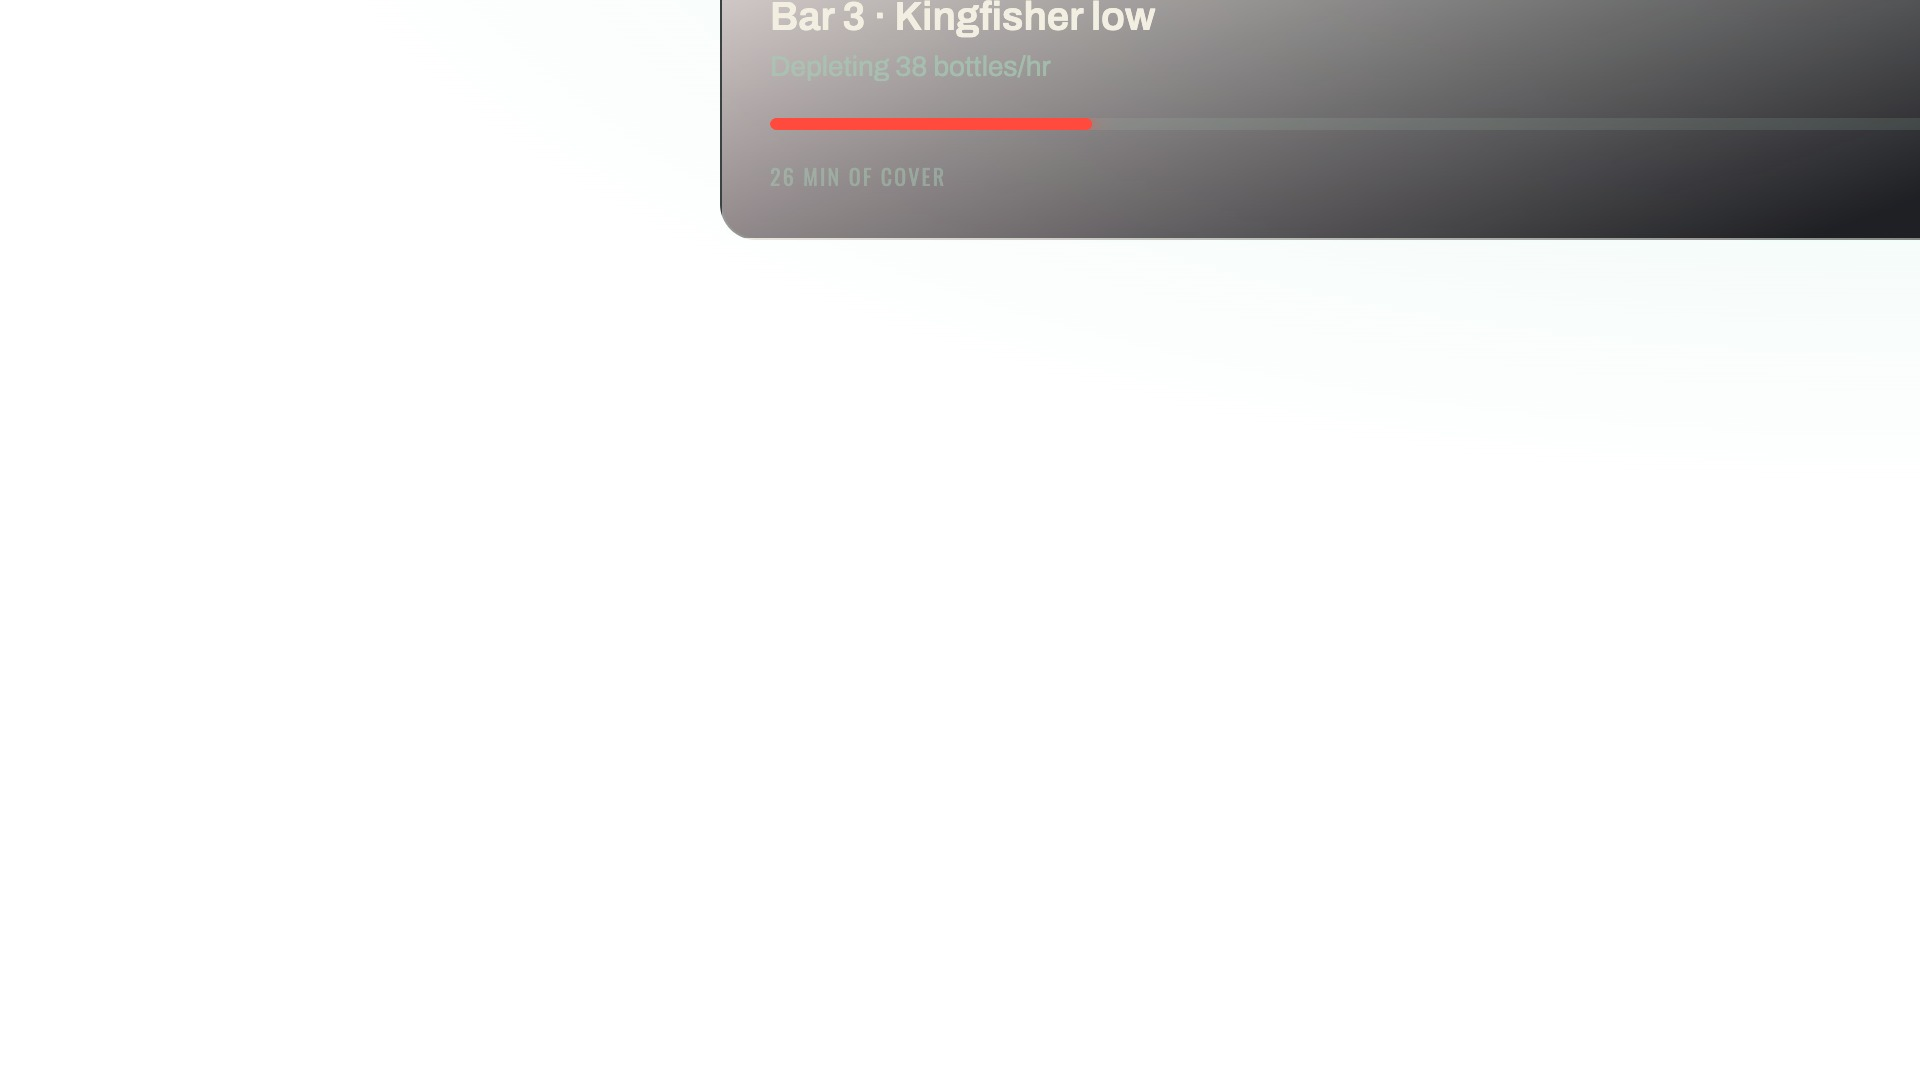 Bar 3 · Kingfisher low
Depleting 38 bottles/hr
26 MIN OF COVER